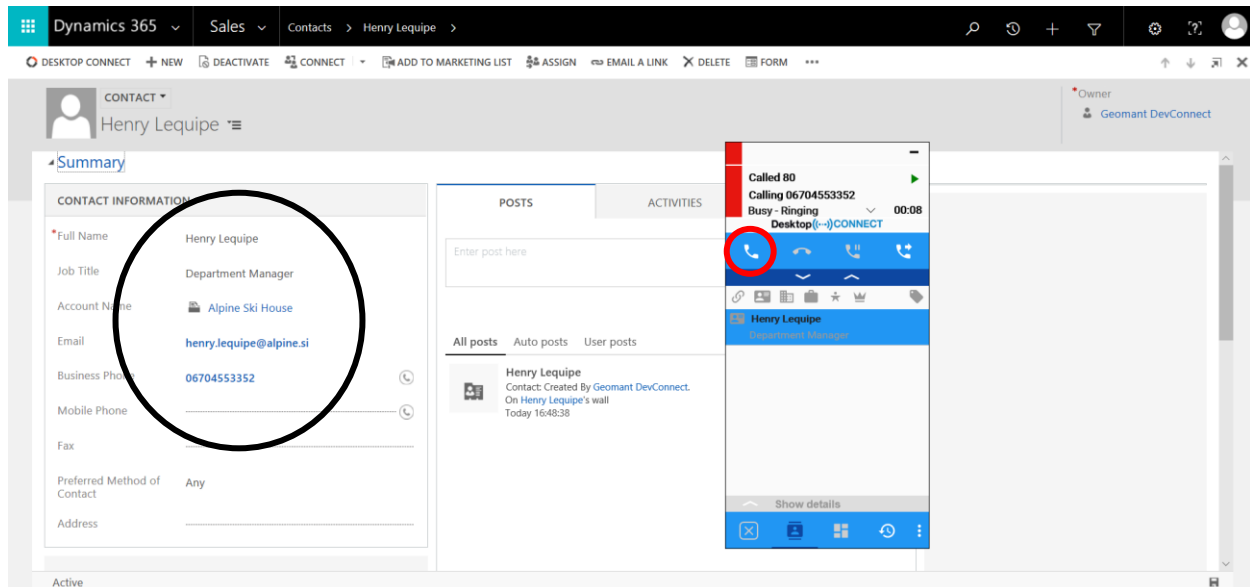 Dynamics 365 Sales Contacts > Henry Lequipe >
DESKTOP CONNECT + NEW DEACTIVATE CONNECT ADD TO MARKETING LIST ASSIGN EMAIL A LINK DELETE FORM ...
CONTACT
Henry Lequipe
*Owner
Geomant DevConnect
Summary
CONTACT INFORMATION
*Full Name Henry Lequipe
Job Title Department Manager
Account Name Alpine Ski House
Email henry.lequipe@alpine.si
Business Phone 06704553352
Mobile Phone
Fax
Preferred Method of
Contact
Any
Address
POSTS ACTIVITIES
Enter post here
All posts Auto posts User posts
Henry Lequipe
Contact: Created By Geomant DevConnect.
On Henry Lequipe's wall
Today 16:48:38
Called 80
Calling 06704553352
Busy - Ringing 00:08
Desktop((···))CONNECT
Henry Lequipe
Department Manager
Show details
Active